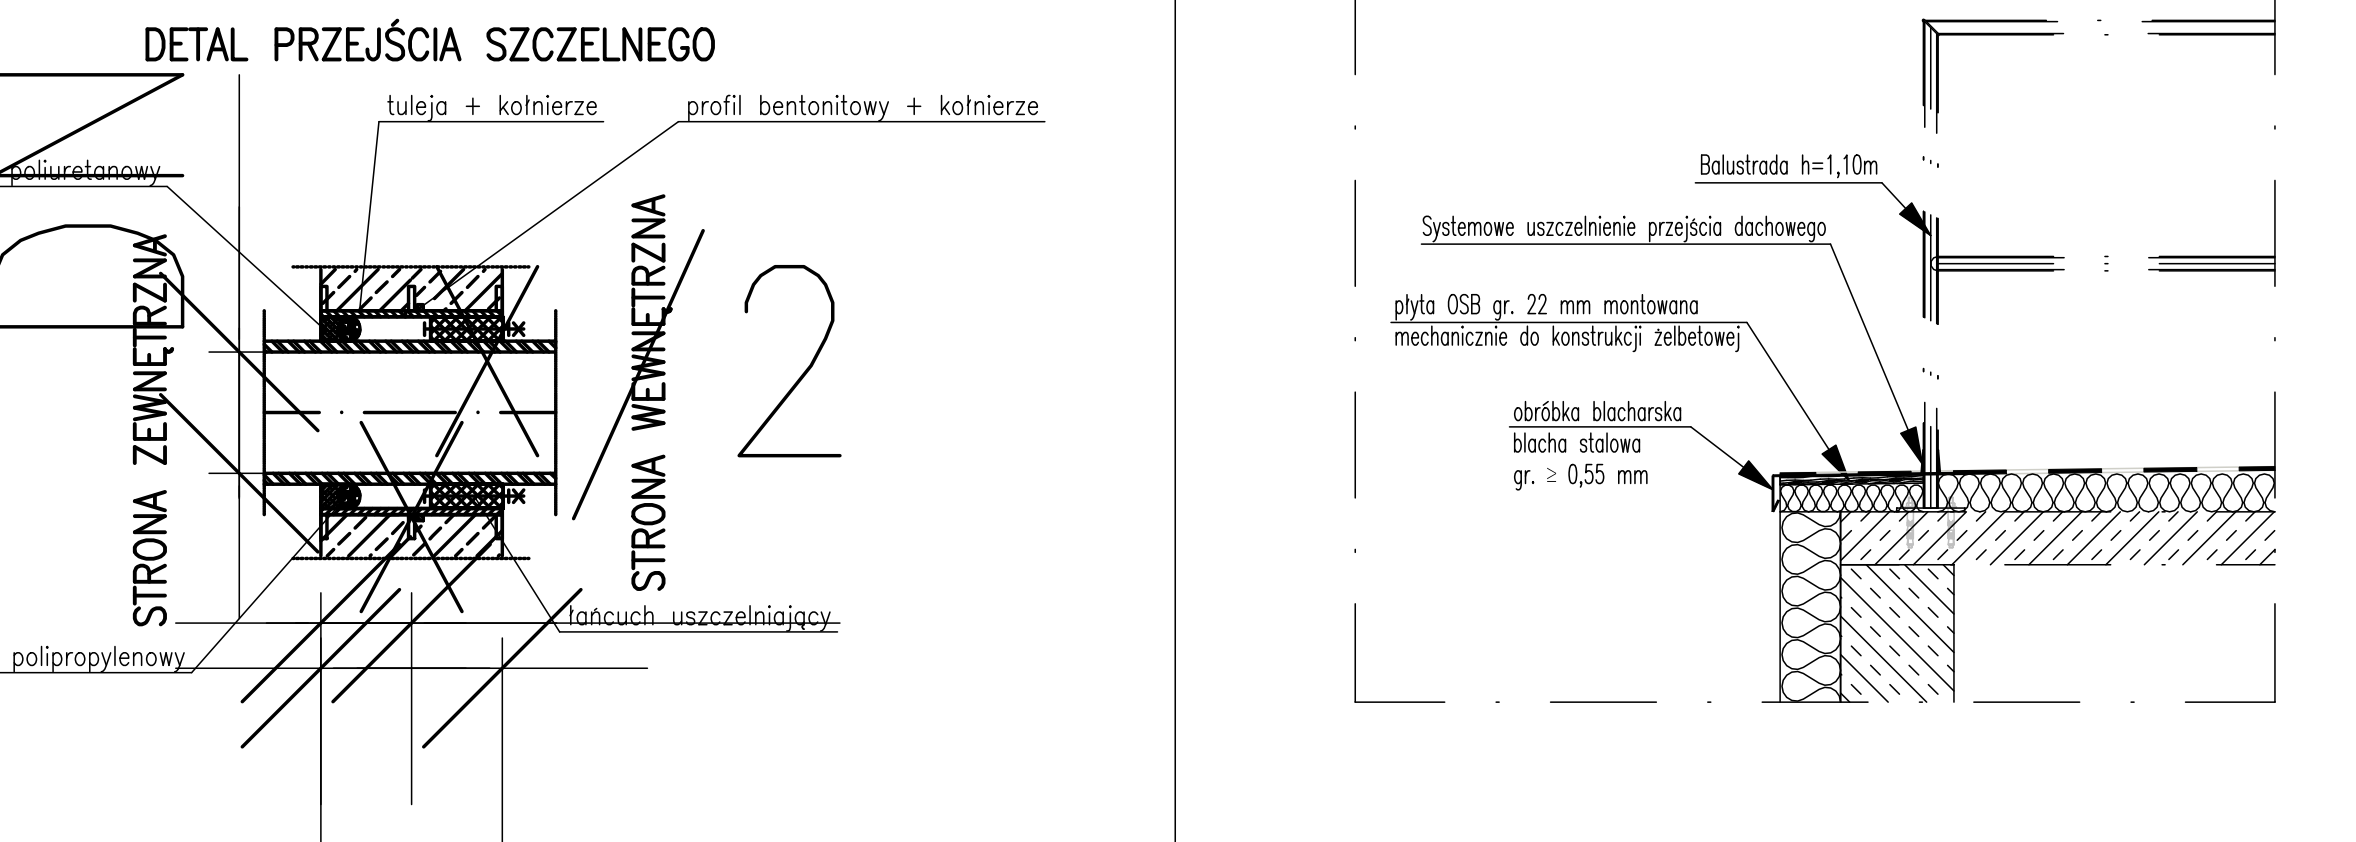 DETAL PRZEJŚCIA SZCZELNEGO
tuleja + kołnierze
profil bentonitowy + kołnierze
poliuretanowy
STRONA ZEWNĘTRZNA
STRONA WEWNĘTRZNA
/2
łańcuch uszczelniający
polipropylenowy
Balustrada h=1,10m
Systemowe uszczelnienie przejścia dachowego
płyta OSB gr. 22 mm montowana
mechanicznie do konstrukcji żelbetowej
obróbka blacharska
blacha stalowa
gr. ≥ 0,55 mm